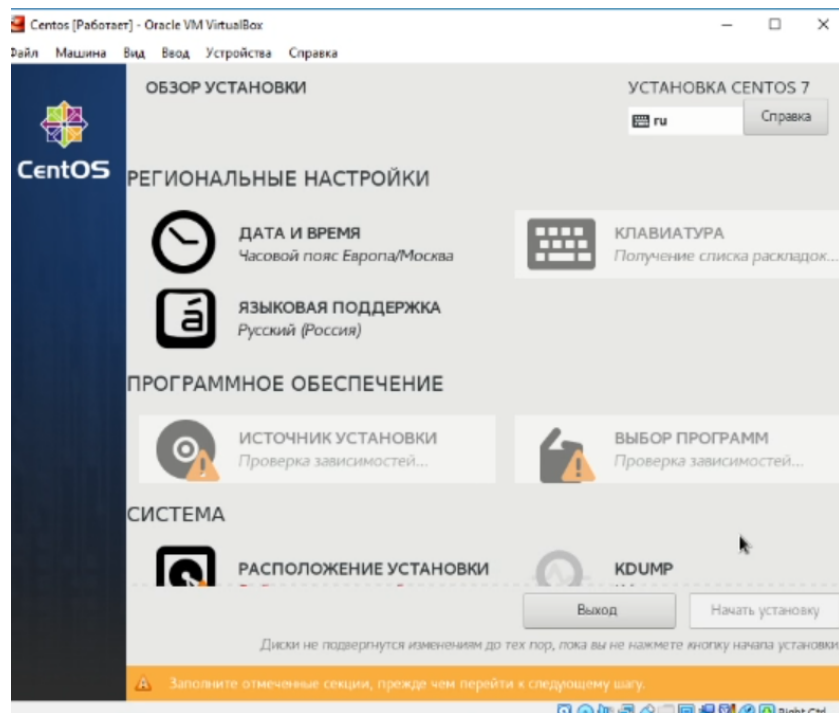 Centos [Работает] - Oracle VM VirtualBox
Файл Машина Вид Ввод Устройства Справка
ОБЗОР УСТАНОВКИ
УСТАНОВКА CENTOS 7
ru
Справка
CentOS
РЕГИОНАЛЬНЫЕ НАСТРОЙКИ
ДАТА И ВРЕМЯ
Часовой пояс Европа/Москва
КЛАВИАТУРА
Получение списка раскладок...
ЯЗЫКОВАЯ ПОДДЕРЖКА
Русский (Россия)
ПРОГРАММНОЕ ОБЕСПЕЧЕНИЕ
ИСТОЧНИК УСТАНОВКИ
Проверка зависимостей...
ВЫБОР ПРОГРАММ
Проверка зависимостей...
СИСТЕМА
РАСПОЛОЖЕНИЕ УСТАНОВКИ
KDUMP
Выход
Начать установку
Диски не подвергнутся изменениям до тех пор, пока вы не нажмете кнопку начала установки
Заполните отмеченные секции, прежде чем перейти к следующему шагу.
Right Ctrl